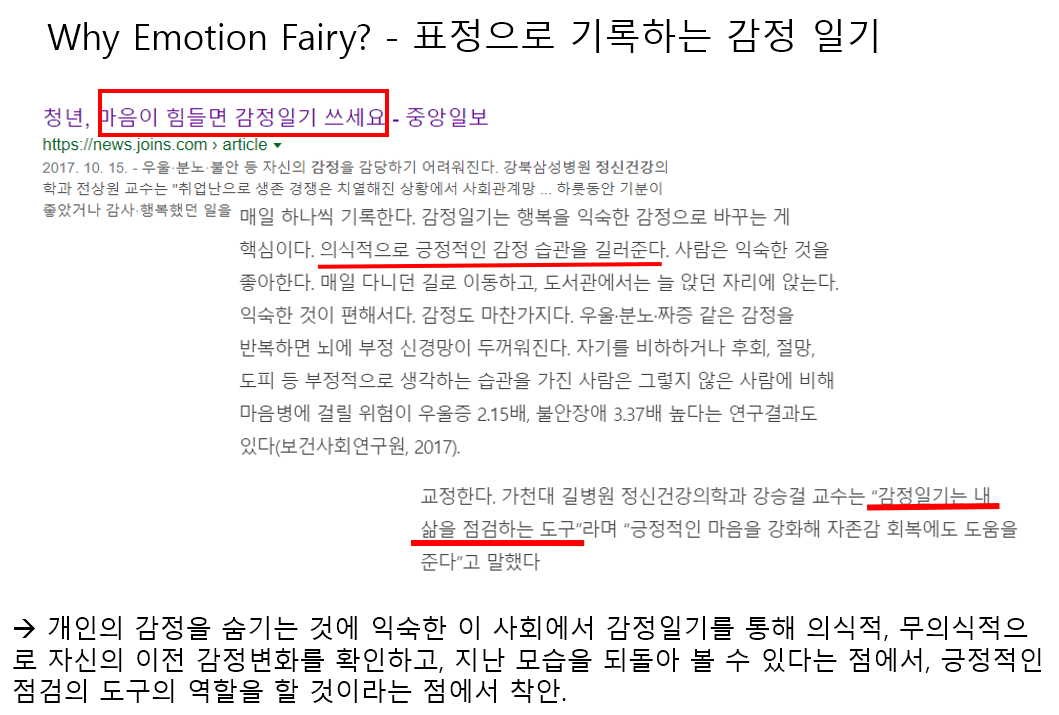 Why Emotion Fairy? - 표정으로 기록하는 감정 일기
청년, 마음이 힘들면 감정일기 쓰세요 - 중앙일보
https://news.joins.com › article
2017. 10. 15. - 우울·분노·불안 등 자신의 감정을 감당하기 어려워진다. 강북삼성병원 정신건강의
학과 전상원 교수는 "취업난으로 생존 경쟁은 치열해진 상황에서 사회관계망 ... 하룻동안 기분이
좋았거나 감사·행복했던 일을
매일 하나씩 기록한다. 감정일기는 행복을 익숙한 감정으로 바꾸는 게
핵심이다. 의식적으로 긍정적인 감정 습관을 길러준다. 사람은 익숙한 것을
좋아한다. 매일 다니던 길로 이동하고, 도서관에서는 늘 앉던 자리에 앉는다.
익숙한 것이 편해서다. 감정도 마찬가지다. 우울·분노·짜증 같은 감정을
반복하면 뇌에 부정 신경망이 두꺼워진다. 자기를 비하하거나 후회, 절망,
도피 등 부정적으로 생각하는 습관을 가진 사람은 그렇지 않은 사람에 비해
마음병에 걸릴 위험이 우울증 2.15배, 불안장애 3.37배 높다는 연구결과도
있다(보건사회연구원, 2017).
교정한다. 가천대 길병원 정신건강의학과 강승걸 교수는 “감정일기는 내
삶을 점검하는 도구”라며 “긍정적인 마음을 강화해 자존감 회복에도 도움을
준다”고 말했다
→ 개인의 감정을 숨기는 것에 익숙한 이 사회에서 감정일기를 통해 의식적, 무의식적으
로 자신의 이전 감정변화를 확인하고, 지난 모습을 되돌아 볼 수 있다는 점에서, 긍정적인
점검의 도구의 역할을 할 것이라는 점에서 착안.